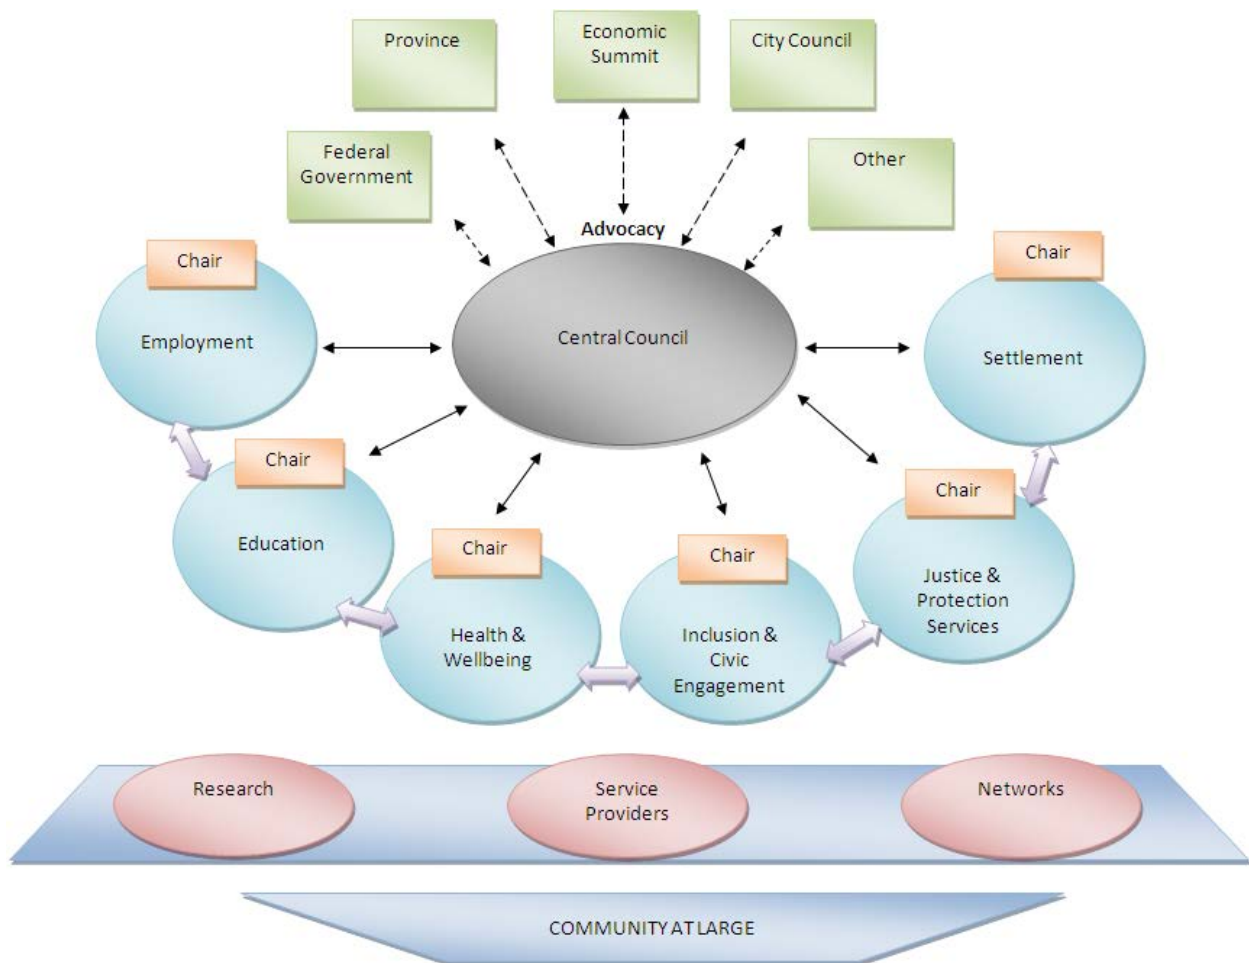 Province
Economic
Summit
City Council
Federal
Government
Other
Advocacy
Central Council
Chair
Employment
Chair
Settlement
Chair
Education
Chair
Health &
Wellbeing
Chair
Inclusion &
Civic
Engagement
Chair
Justice &
Protection
Services
Research
Service
Providers
Networks
COMMUNITY AT LARGE